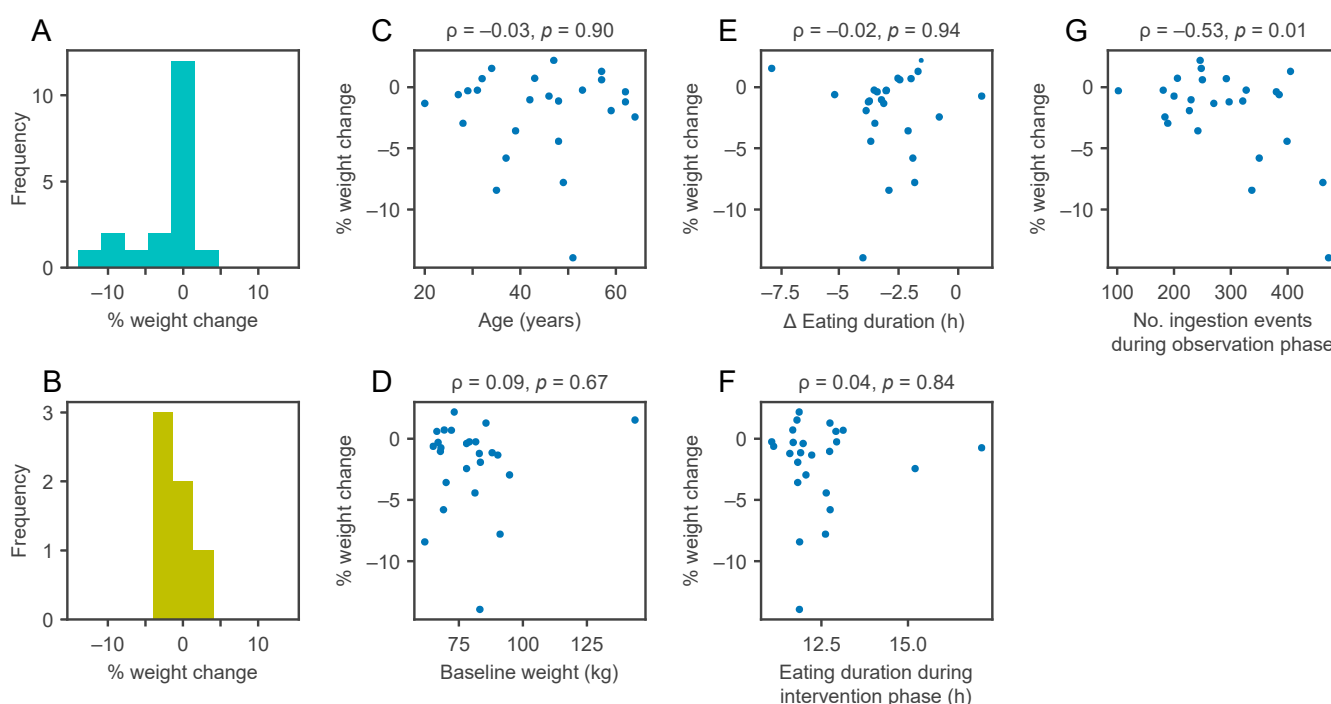 A
Frequency
10
5
0
–10
0
10
% weight change
B
Frequency
3
2
1
0
–10
0
10
% weight change
C
ρ = –0.03, p = 0.90
% weight change
0
–5
–10
20
40
60
Age (years)
D
ρ = 0.09, p = 0.67
% weight change
0
–5
–10
75
100
125
Baseline weight (kg)
E
ρ = –0.02, p = 0.94
% weight change
0
–5
–10
–7.5
–5
–2.5
0
Δ Eating duration (h)
F
ρ = 0.04, p = 0.84
% weight change
0
–5
–10
12.5
15.0
Eating duration during
intervention phase (h)
G
ρ = –0.53, p = 0.01
% weight change
0
–5
–10
100
200
300
400
No. ingestion events
during observation phase